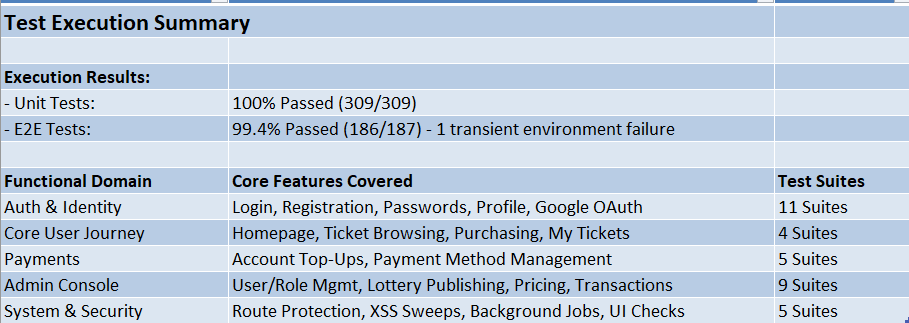 Test Execution Summary
Execution Results:
- Unit Tests: 100% Passed (309/309)
- E2E Tests: 99.4% Passed (186/187) - 1 transient environment failure
Functional Domain Core Features Covered Test Suites
Auth & Identity Login, Registration, Passwords, Profile, Google OAuth 11 Suites
Core User Journey Homepage, Ticket Browsing, Purchasing, My Tickets 4 Suites
Payments Account Top-Ups, Payment Method Management 5 Suites
Admin Console User/Role Mgmt, Lottery Publishing, Pricing, Transactions 9 Suites
System & Security Route Protection, XSS Sweeps, Background Jobs, UI Checks 5 Suites